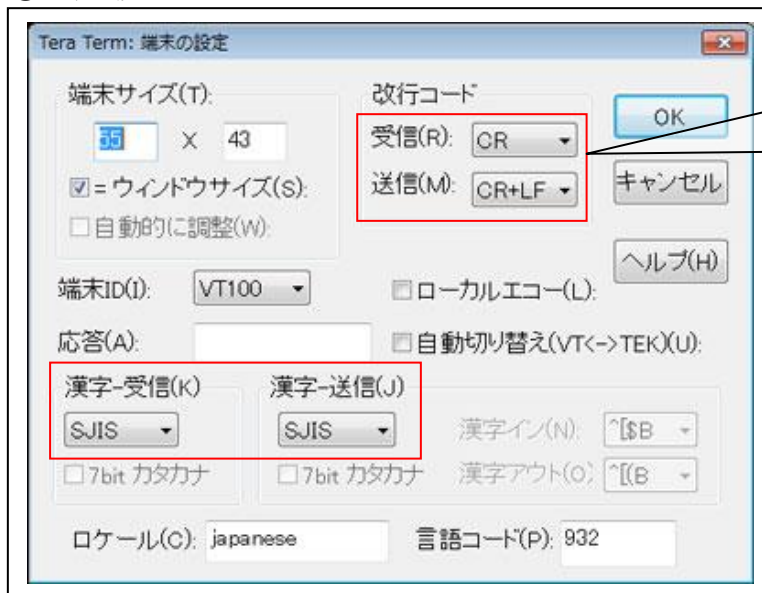 Tera Term: 端末の設定
端末サイズ(T):
55 X 43
= ウィンドウサイズ(S):
自動的に調整(W):
改行コード
受信(R): CR
送信(M): CR+LF
OK
キャンセル
ヘルプ(H)
端末ID(I): VT100
ローカルエコー(L):
応答(A):
自動切り替え(VT<->TEK)(U):
漢字-受信(K)
SJIS
7bit カタカナ
漢字-送信(J)
SJIS
7bit カタカナ
漢字イン(N): ^[$B
漢字アウト(O) ^[(B
ロケール(C): japanese
言語コード(P): 932